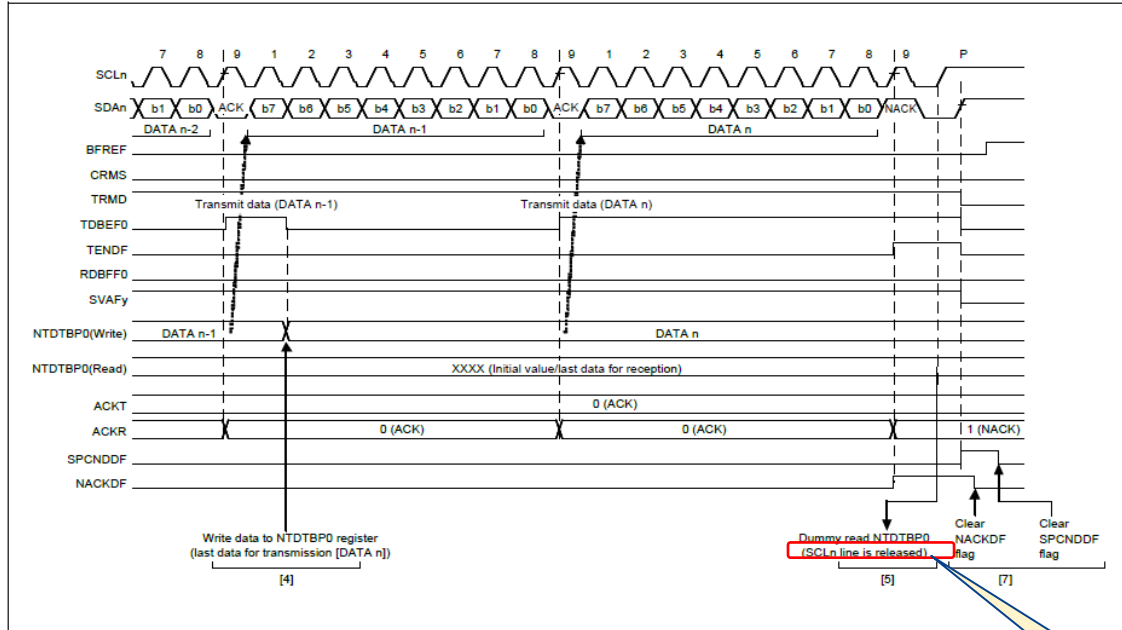 7 8 9 1 2 3 4 5 6 7 8 9 1 2 3 4 5 6 7 8 9 P
SCLn
SDAn b1 b0 ACK b7 b6 b5 b4 b3 b2 b1 b0 ACK b7 b6 b5 b4 b3 b2 b1 b0 NACK
DATA n-2 DATA n-1 DATA n
BFREF
CRMS
TRMD
Transmit data (DATA n-1) Transmit data (DATA n)
TDBEF0
TENDF
RDBFF0
SVAFy
NTDTBP0(Write) DATA n-1 DATA n
NTDTBP0(Read) XXXX (Initial value/last data for reception)
ACKT 0 (ACK)
ACKR 0 (ACK) 0 (ACK) 1 (NACK)
SPCNDDF
NACKDF
Write data to NTDTBP0 register
(last data for transmission [DATA n])
[4]
Dummy read NTDTBP0
(SCLn line is released)
[5]
Clear
NACKDF
flag
Clear
SPCNDDF
flag
[7]